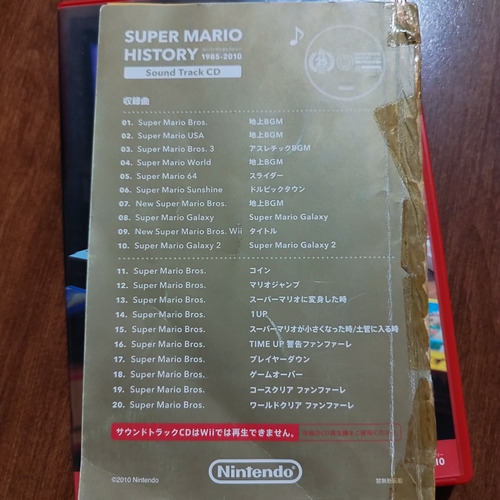 SUPER MARIO
HISTORY 1985-2010
Sound Track CD
収録曲
01. Super Mario Bros. 地上BGM
02. Super Mario USA 地上BGM
03. Super Mario Bros. 3 アスレチックBGM
04. Super Mario World 地上BGM
05. Super Mario 64 スライダー
06. Super Mario Sunshine ドルピックタウン
07. New Super Mario Bros. 地上BGM
08. Super Mario Galaxy Super Mario Galaxy
09. New Super Mario Bros. Wii タイトル
10. Super Mario Galaxy 2 Super Mario Galaxy 2
11. Super Mario Bros. コイン
12. Super Mario Bros. マリオジャンプ
13. Super Mario Bros. スーパーマリオに変身した時
14. Super Mario Bros. 1UP
15. Super Mario Bros. スーパーマリオが小さくなった時/土管に入る時
16. Super Mario Bros. TIME UP 警告ファンファーレ
17. Super Mario Bros. プレイヤーダウン
18. Super Mario Bros. ゲームオーバー
19. Super Mario Bros. コースクリア ファンファーレ
20. Super Mario Bros. ワールドクリア ファンファーレ
サウンドトラックCDはWiiでは再生できません。
Nintendo
©2010 Nintendo
禁無断転載
10